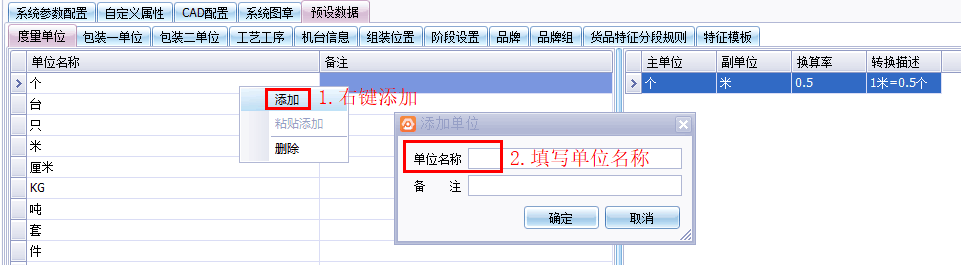 系统参数配置 自定义属性 CAD配置 系统图章 预设数据
度量单位 包装一单位 包装二单位 工艺工序 机台信息 组装位置 阶段设置 品牌 品牌组 货品特征分段规则 特征模板
单位名称 备注 主单位 副单位 换算率 转换描述
个 个 米 0.5 1米=0.5个
台 添加 1.右键添加
只 粘贴添加 添加单位
米 删除
厘米 单位名称 2.填写单位名称
KG 备 注
吨
套 确定 取消
件